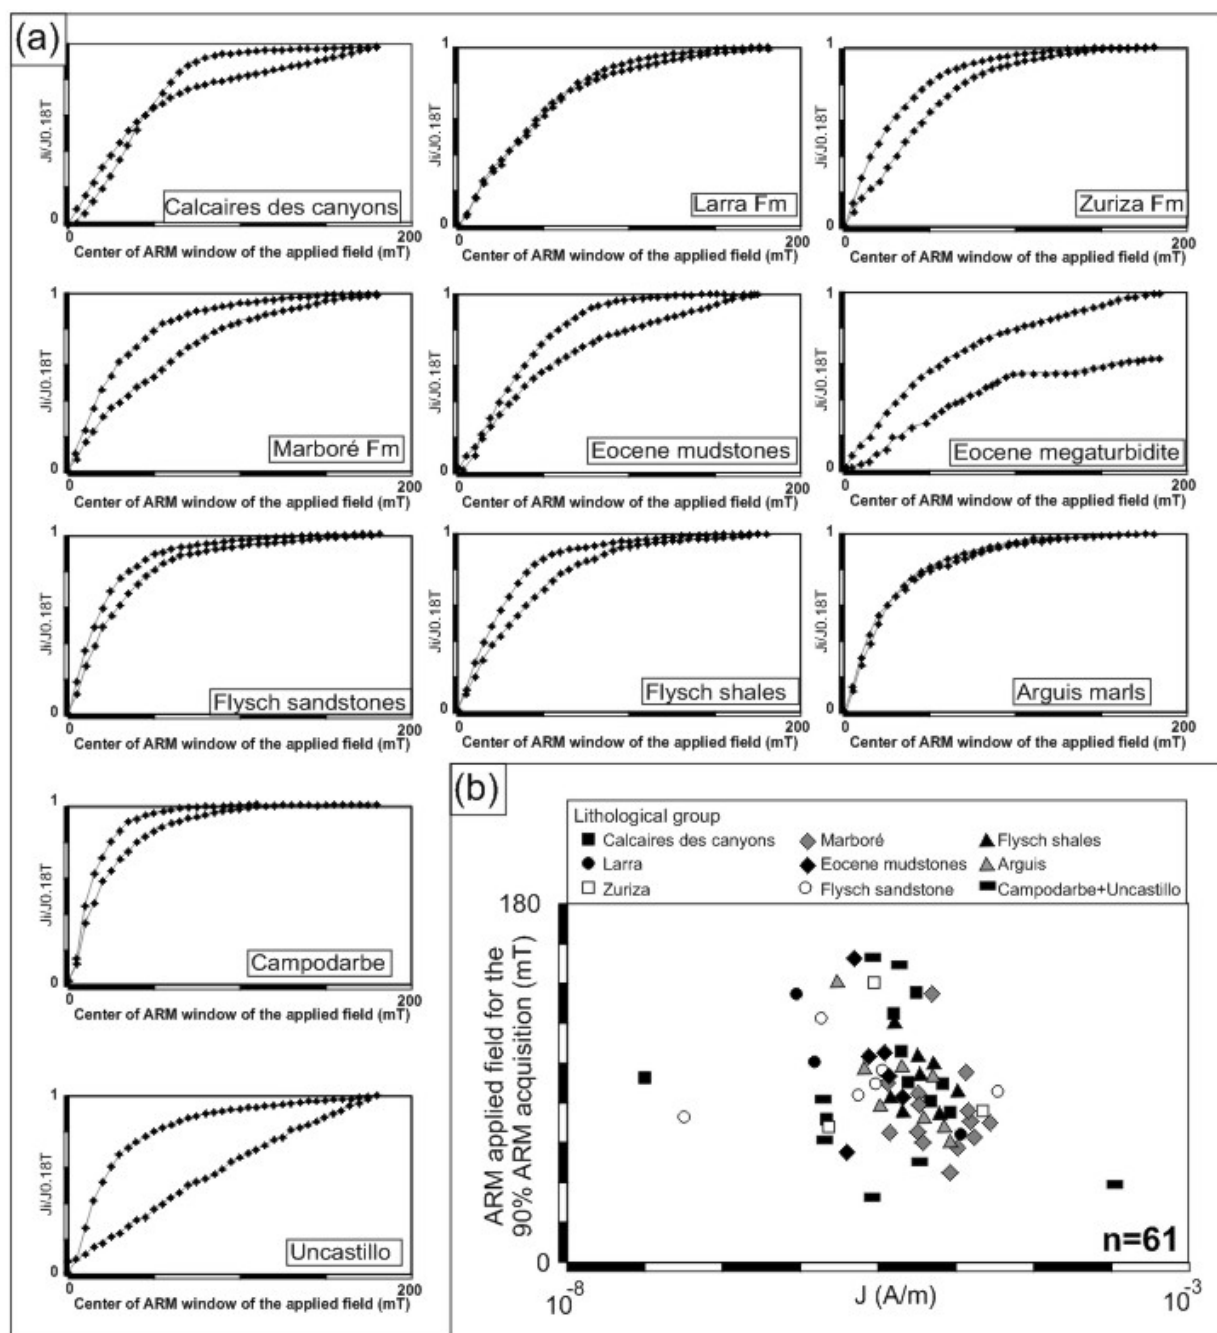 (a)
1
Ji/J0.18T
0
Calcaires des canyons
0
200
Center of ARM window of the applied field (mT)
1
Ji/J0.18T
0
Larra Fm
0
200
Center of ARM window of the applied field (mT)
1
Ji/J0.18T
0
Zuriza Fm
0
200
Center of ARM window of the applied field (mT)
1
Ji/J0.18T
0
Marboré Fm
0
200
Center of ARM window of the applied field (mT)
1
Ji/J0.18T
0
Eocene mudstones
0
200
Center of ARM window of the applied field (mT)
1
Ji/J0.18T
0
Eocene megaturbidite
0
200
Center of ARM window of the applied field (mT)
1
Ji/J0.18T
0
Flysch sandstones
0
200
Center of ARM window of the applied field (mT)
1
Ji/J0.18T
0
Flysch shales
0
200
Center of ARM window of the applied field (mT)
1
Ji/J0.18T
0
Arguis marls
0
200
Center of ARM window of the applied field (mT)
1
Ji/J0.18T
0
Campodarbe
0
200
Center of ARM window of the applied field (mT)
1
Ji/J0.18T
0
Uncastillo
0
200
Center of ARM window of the applied field (mT)
(b)
Lithological group
Calcaires des canyons
Marboré
Flysch shales
Larra
Eocene mudstones
Arguis
Zuriza
Flysch sandstone
Campodarbe+Uncastillo
180
ARM applied field for the
90% ARM acquisition (mT)
0
n=61
10-8
J (A/m)
10-3